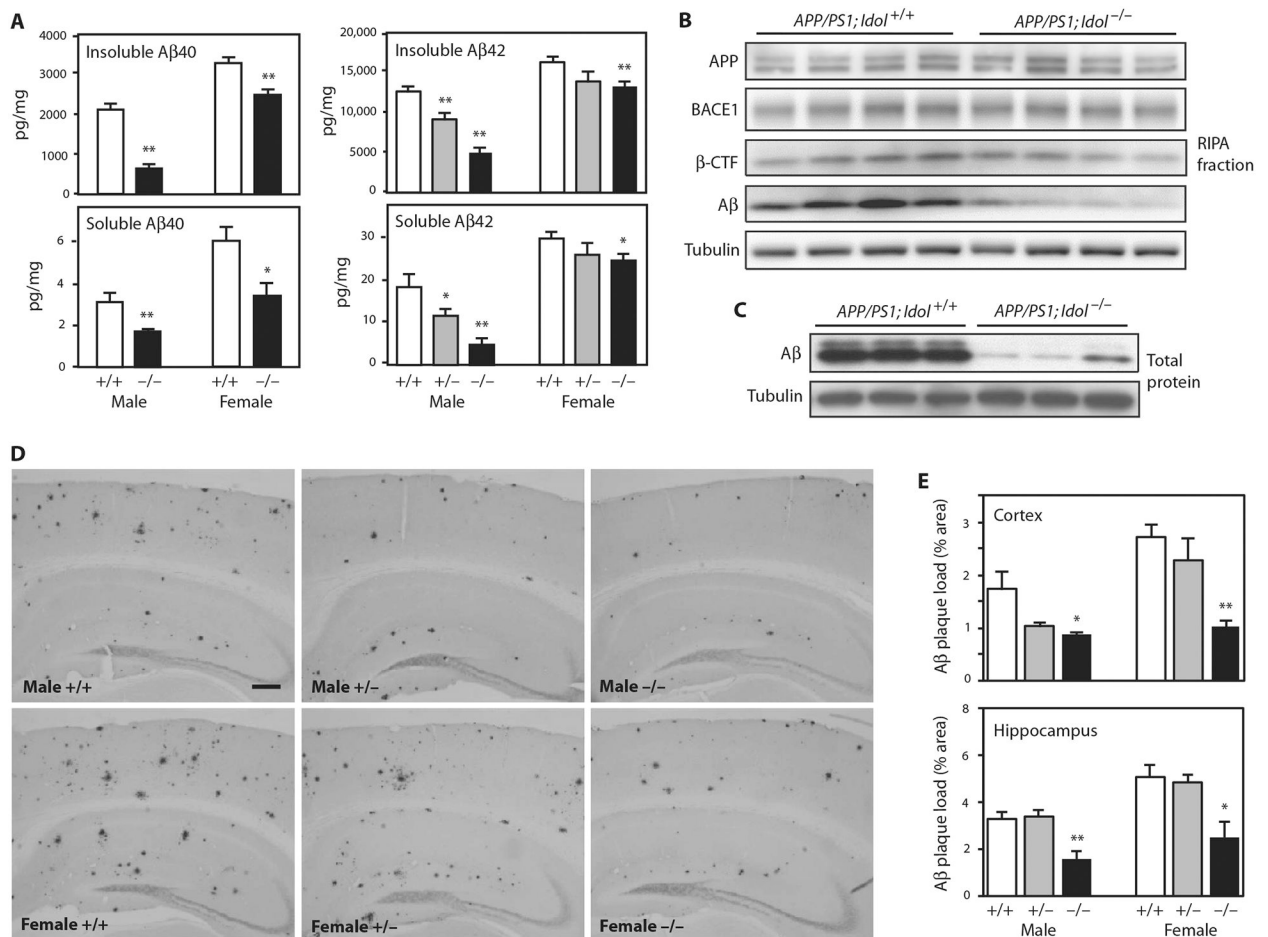 A
Insoluble Aβ40
pg/mg
4000
3000
2000
1000
0
**
**
Insoluble Aβ42
pg/mg
20,000
15,000
10,000
5000
0
**
**
**
Soluble Aβ40
pg/mg
6
4
2
0
**
*
+/+ −/− +/+ −/−
Male Female
Soluble Aβ42
pg/mg
30
20
10
0
*
**
*
+/+ +/− −/− +/+ +/− −/−
Male Female
B
APP/PS1; Idol +/+ APP/PS1; Idol −/−
APP
BACE1
β-CTF
Aβ
Tubulin
RIPA
fraction
C
APP/PS1; Idol +/+ APP/PS1; Idol −/−
Aβ
Tubulin
Total
protein
D
Male +/+ Male +/− Male −/−
Female +/+ Female +/− Female −/−
E
Cortex
Aβ plaque load (% area)
3
2
1
0
*
**
Hippocampus
Aβ plaque load (% area)
8
6
4
2
0
**
*
+/+ +/− −/− +/+ +/− −/−
Male Female